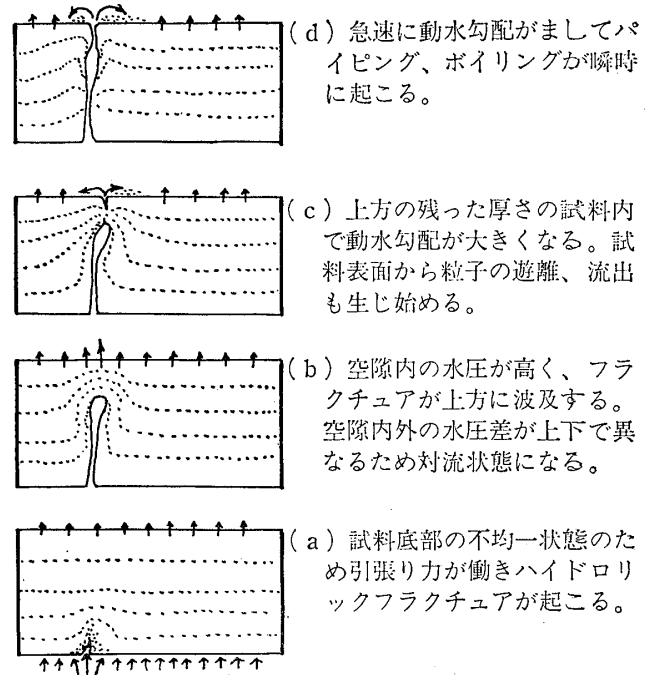 (d) 急速に動水勾配がましてパ
イピング、ボイリングが瞬時
に起こる。
(c) 上方の残った厚さの試料内
で動水勾配が大きくなる。試
料表面から粒子の遊離、流出
も生じ始める。
(b) 空隙内の水圧が高く、フラ
クチュアが上方に波及する。
空隙内外の水圧差が上下で異
なるため対流状態になる。
(a) 試料底部の不均一状態のた
め引張り力が働きハイドロリ
ックフラクチュアが起こる。